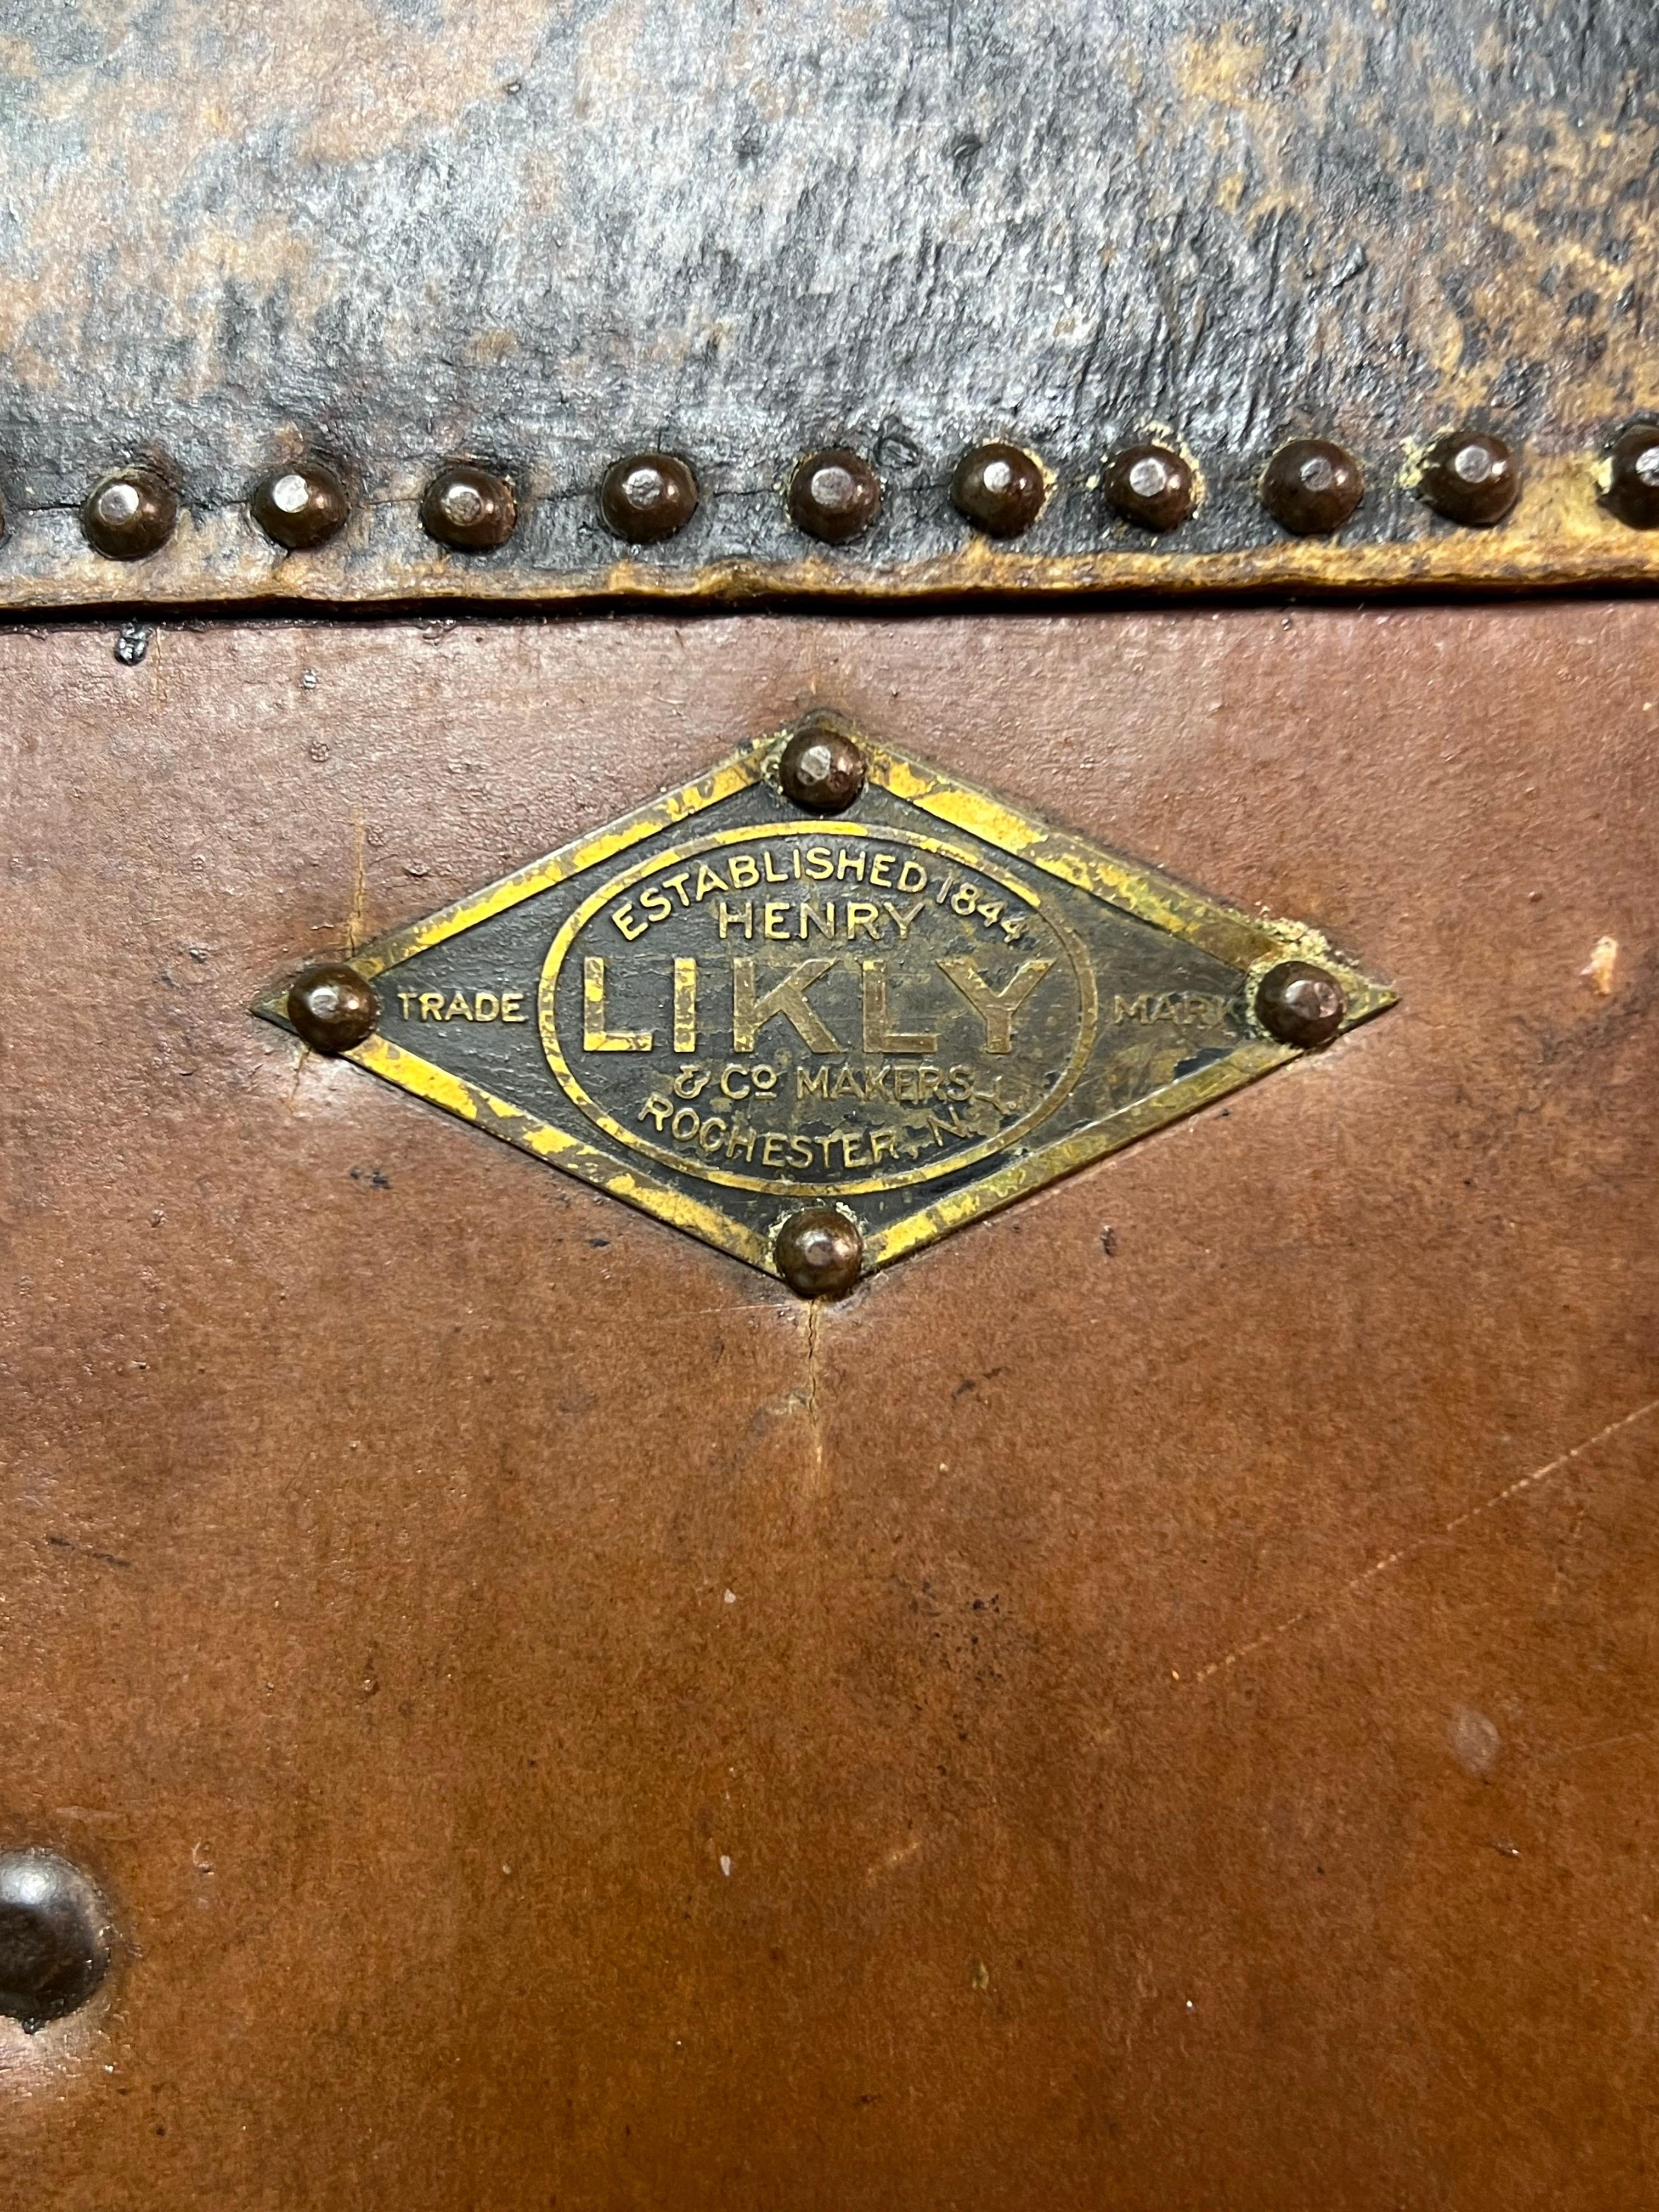 ESTABLISHED 1844
HENRY
LIKLY
TRADE MARK
& Co MAKERS
ROCHESTER, N.Y.